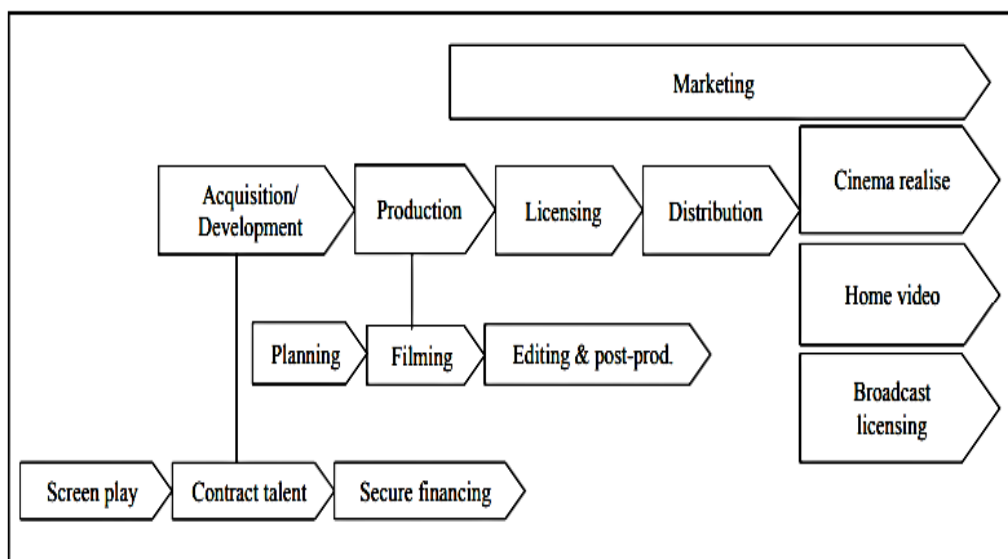 Marketing
Cinema realise
Acquisition/
Development
Production
Licensing
Distribution
Home video
Planning
Filming
Editing & post-prod.
Broadcast
licensing
Screen play
Contract talent
Secure financing